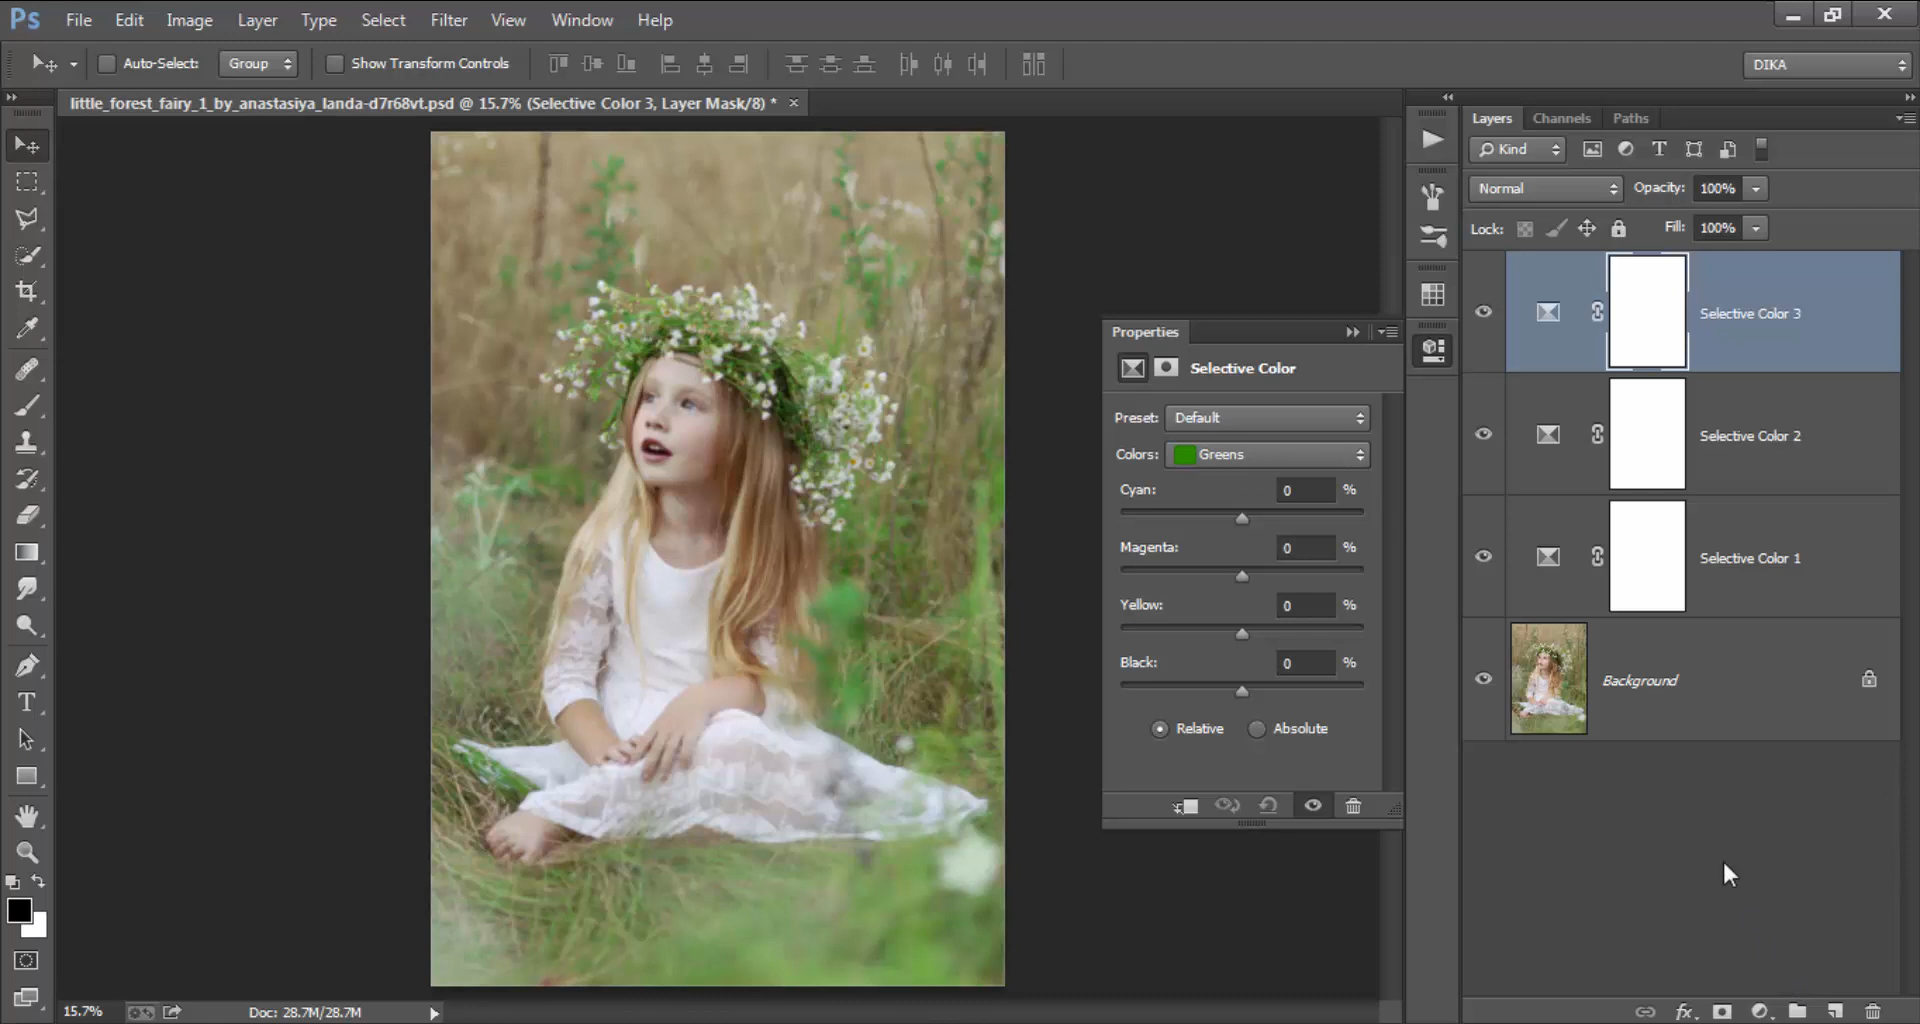 Ps File Edit Image Layer Type Select Filter View Window Help
Auto-Select: Group Show Transform Controls DIKA
little_forest_fairy_1_by_anastasiya_landa-d7r68vt.psd @ 15.7% (Selective Color 3, Layer Mask/8) * ×
Layers Channels Paths
Kind
Normal Opacity: 100%
Lock: Fill: 100%
Selective Color 3
Selective Color 2
Selective Color 1
Background
Properties
Selective Color
Preset: Default
Colors: Greens
Cyan: 0 %
Magenta: 0 %
Yellow: 0 %
Black: 0 %
Relative Absolute
15.7% Doc: 28.7M/28.7M